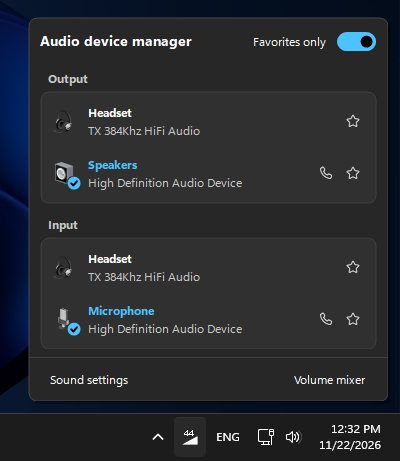 Audio device manager
Favorites only
Output
Headset
TX 384Khz HiFi Audio
Speakers
High Definition Audio Device
Input
Headset
TX 384Khz HiFi Audio
Microphone
High Definition Audio Device
Sound settings
Volume mixer
44
ENG
12:32 PM
11/22/2026